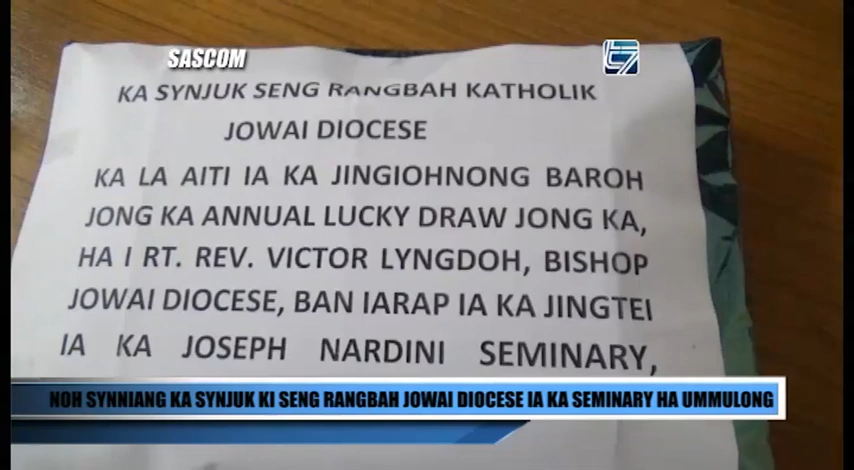 SASCOM
KA SYNJUK SENG RANGBAH KATHOLIK
JOWAI DIOCESE
KA LA AITI IA KA JINGIOHNONG BAROH
JONG KA ANNUAL LUCKY DRAW JONG KA,
HA I RT. REV. VICTOR LYNGDOH, BISHOP
JOWAI DIOCESE, BAN IARAP IA KA JINGTEI
IA KA JOSEPH NARDINI SEMINARY,
NOH SYNNIANG KA SYNJUK KI SENG RANGBAH JOWAI DIOCESE IA KA SEMINARY HA UMMULONG